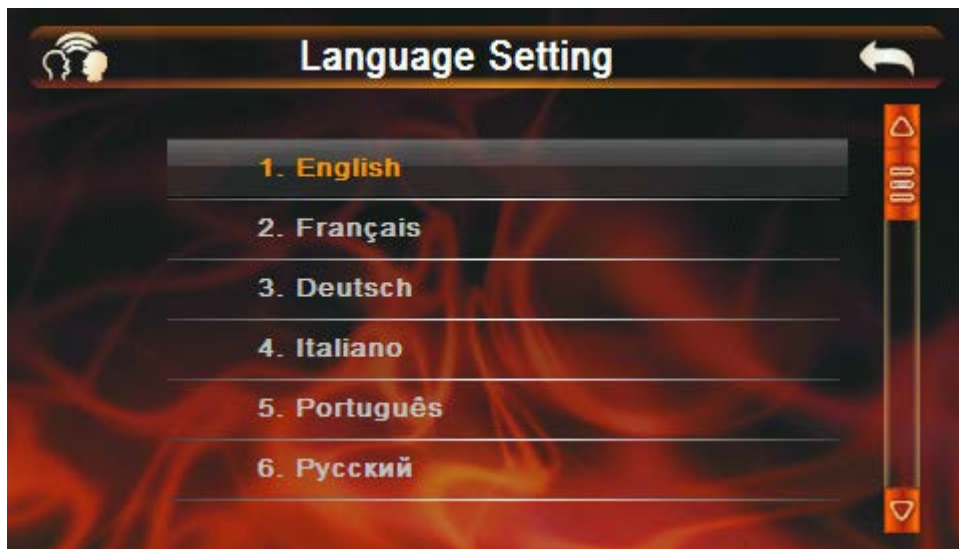 Language Setting
1. English
2. Français
3. Deutsch
4. Italiano
5. Português
6. Русский